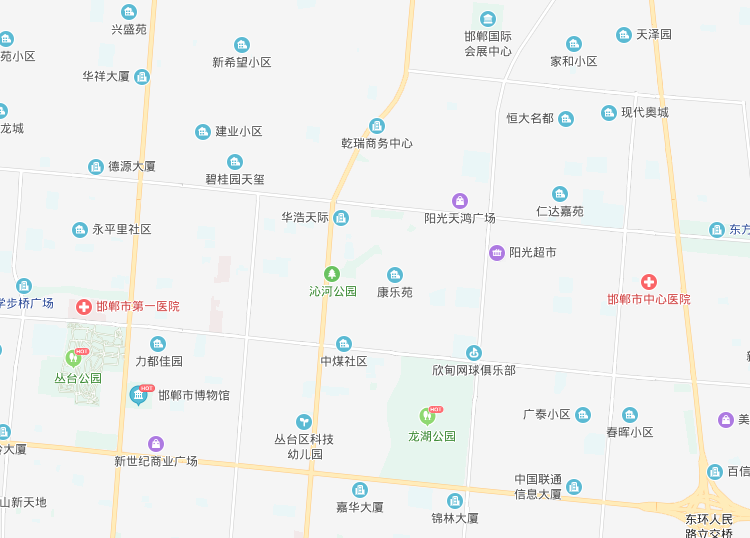 兴盛苑
邯郸国际
会展中心
天泽园
苑小区
新希望小区
家和小区
华祥大厦
恒大名都
现代奥城
龙城
建业小区
乾瑞商务中心
德源大厦
碧桂园天玺
华浩天际
阳光天鸿广场
仁达嘉苑
永平里社区
东方
阳光超市
沁河公园
康乐苑
学步桥广场
邯郸市第一医院
邯郸市中心医院
HOT
丛台公园
力都佳园
中煤社区
欣甸网球俱乐部
HOT
邯郸市博物馆
HOT
龙湖公园
广泰小区
春晖小区
美
丛台区科技
幼儿园
大厦
新世纪商业广场
百信
中国联通
信息大厦
山新天地
嘉华大厦
锦林大厦
东环人民
路立交桥